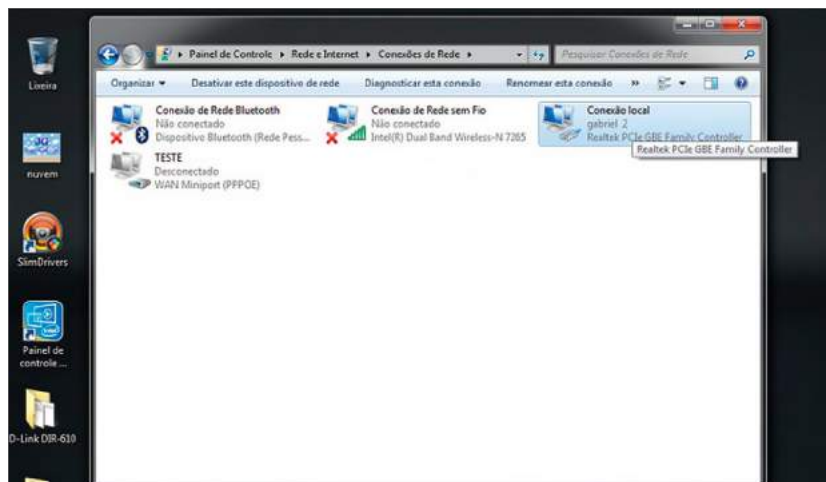 Painel de Controle ▸ Rede e Internet ▸ Conexões de Rede ▸
Pesquisar Conexões de Rede
Organizar
Desativar este dispositivo de rede
Diagnosticar esta conexão
Renomear esta conexão
»
Conexão de Rede Bluetooth
Não conectado
Dispositivo Bluetooth (Rede Pess...
Conexão de Rede sem Fio
Não conectado
Intel(R) Dual Band Wireless-N 7265
Conexão local
gabriel 2
Realtek PCIe GBE Family Controller
Realtek PCIe GBE Family Controller
TESTE
Desconectado
WAN Miniport (PPPOE)
Lixeira
nuvem
SlimDrivers
Painel de
controle ...
D-Link DIR-610